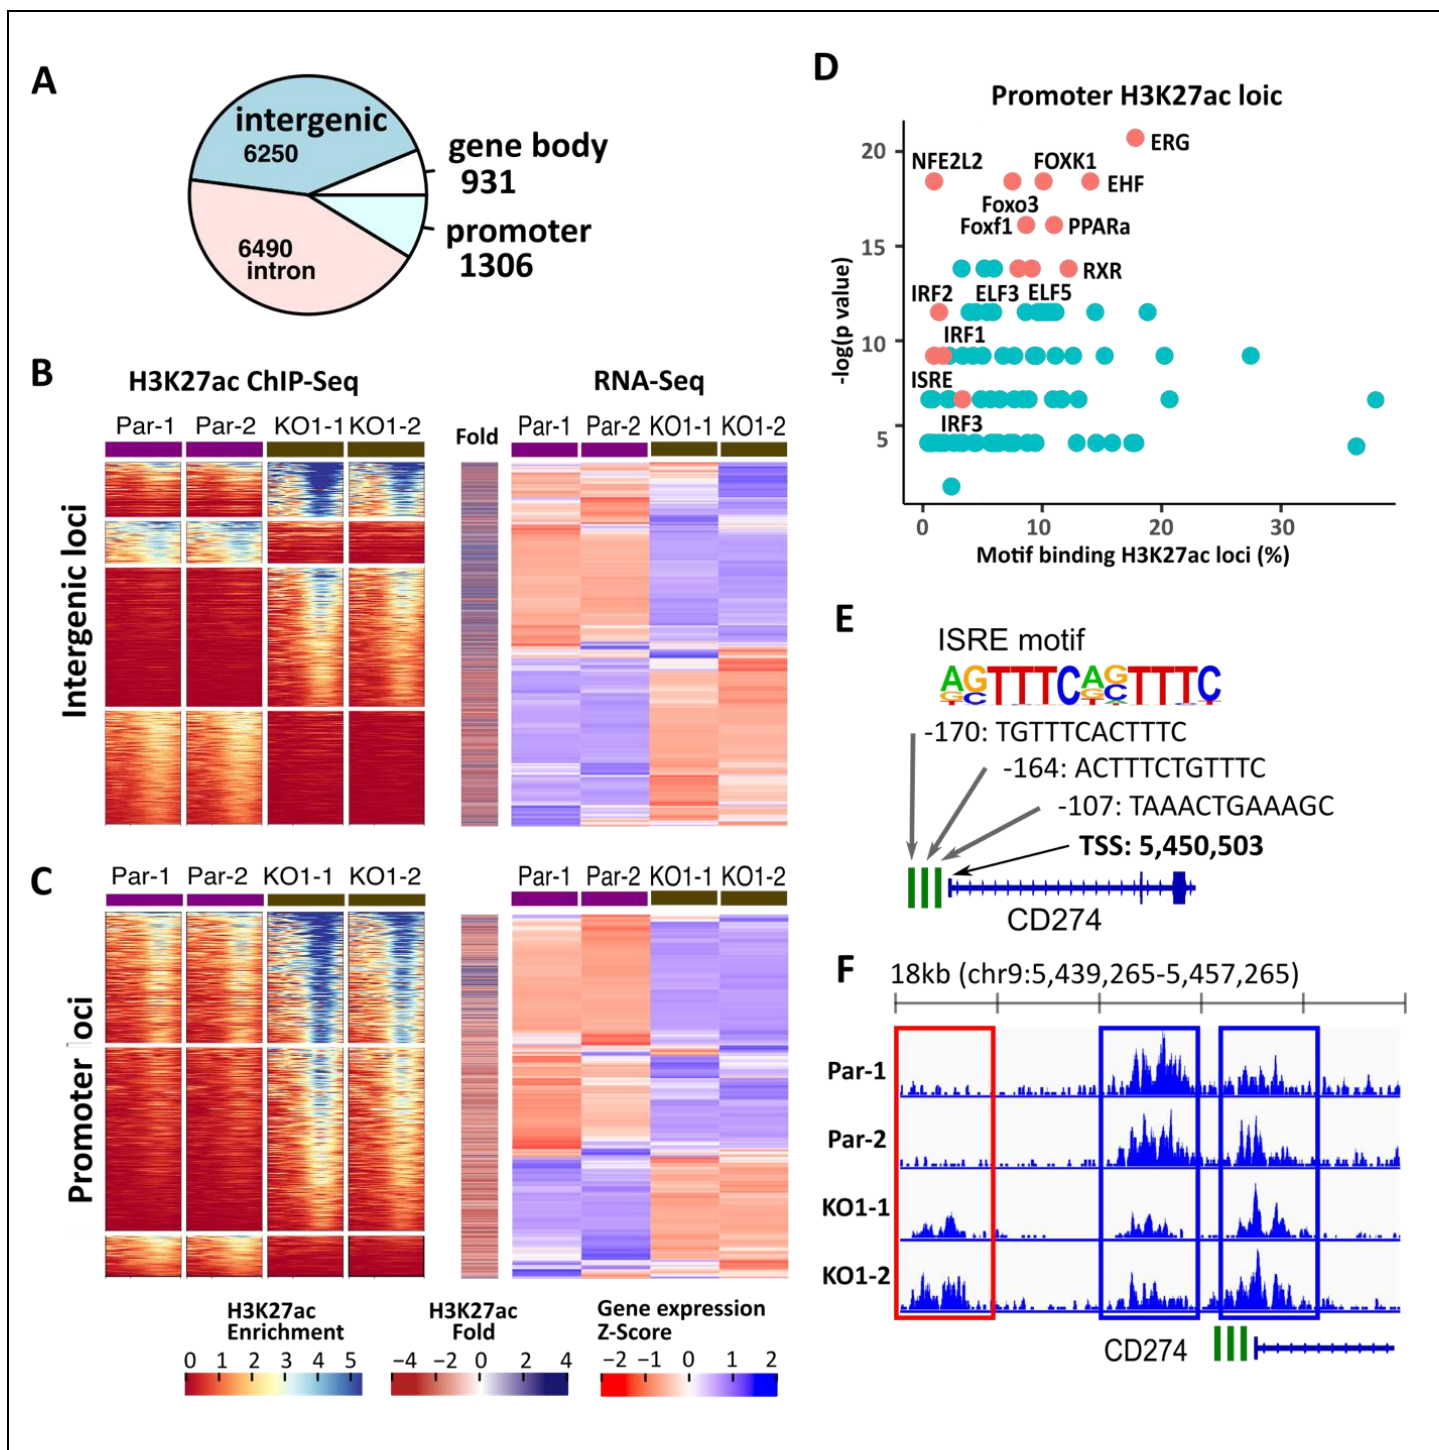 A
intergenic
6250
gene body
931
promoter
1306
6490
intron
B
H3K27ac ChIP-Seq
RNA-Seq
Par-1 Par-2 KO1-1 KO1-2
Fold
Par-1 Par-2 KO1-1 KO1-2
Intergenic loci
C
Par-1 Par-2 KO1-1 KO1-2
Par-1 Par-2 KO1-1 KO1-2
Promoter loci
H3K27ac
Enrichment
0 1 2 3 4 5
H3K27ac
Fold
−4 −2 0 2 4
Gene expression
Z-Score
−2 −1 0 1 2
D
Promoter H3K27ac loic
-log(p value)
20
15
10
5
ERG
NFE2L2
FOXK1
EHF
Foxo3
Foxf1
PPARa
RXR
IRF2
ELF3
ELF5
IRF1
ISRE
IRF3
0 10 20 30
Motif binding H3K27ac loci (%)
E
ISRE motif
AGTTTCAGTTTC
-170: TGTTTCACTTTC
-164: ACTTTCTGTTTC
-107: TAAACTGAAAGC
TSS: 5,450,503
CD274
F
18kb (chr9:5,439,265-5,457,265)
Par-1
Par-2
KO1-1
KO1-2
CD274